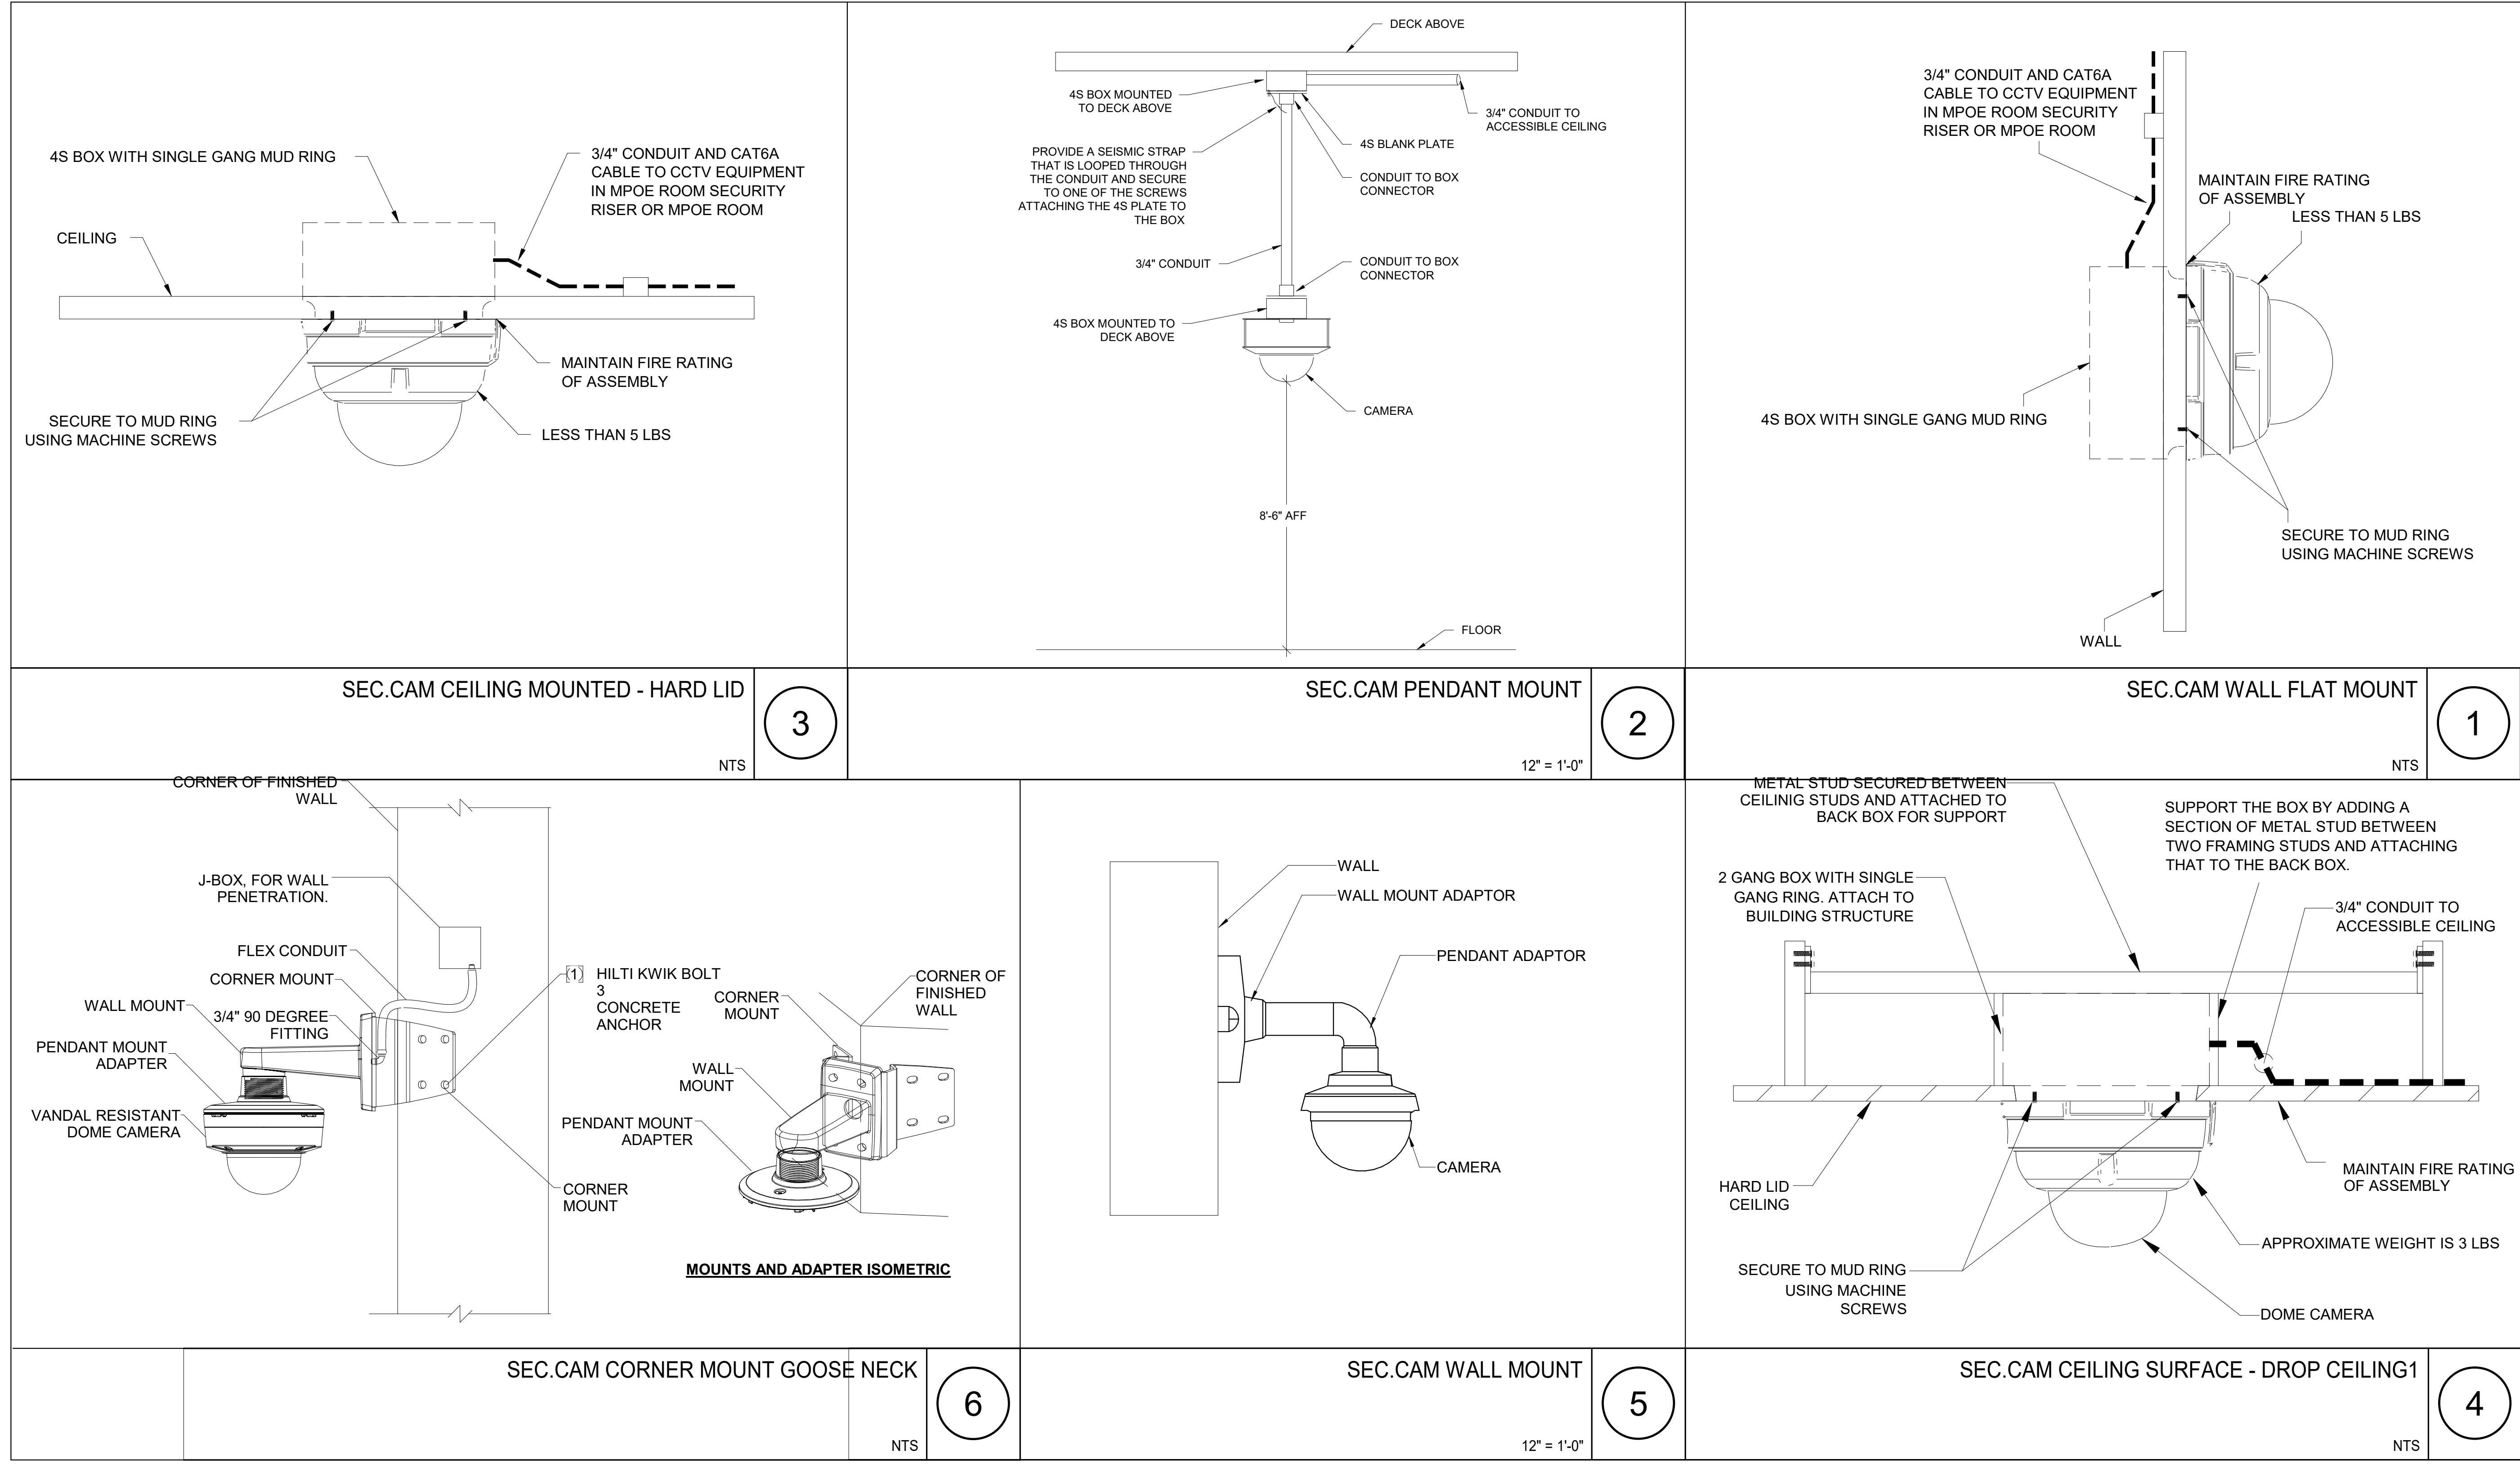 4S BOX WITH SINGLE GANG MUD RING
3/4" CONDUIT AND CAT6A
CABLE TO CCTV EQUIPMENT
IN MPOE ROOM SECURITY
RISER OR MPOE ROOM
CEILING
MAINTAIN FIRE RATING
OF ASSEMBLY
SECURE TO MUD RING
USING MACHINE SCREWS
LESS THAN 5 LBS
SEC.CAM CEILING MOUNTED - HARD LID
3
NTS
DECK ABOVE
4S BOX MOUNTED
TO DECK ABOVE
3/4" CONDUIT TO
ACCESSIBLE CEILING
4S BLANK PLATE
PROVIDE A SEISMIC STRAP
THAT IS LOOPED THROUGH
THE CONDUIT AND SECURE
TO ONE OF THE SCREWS
ATTACHING THE 4S PLATE TO
THE BOX
CONDUIT TO BOX
CONNECTOR
3/4" CONDUIT
CONDUIT TO BOX
CONNECTOR
4S BOX MOUNTED TO
DECK ABOVE
CAMERA
8'-6" AFF
FLOOR
SEC.CAM PENDANT MOUNT
2
12" = 1'-0"
3/4" CONDUIT AND CAT6A
CABLE TO CCTV EQUIPMENT
IN MPOE ROOM SECURITY
RISER OR MPOE ROOM
MAINTAIN FIRE RATING
OF ASSEMBLY
LESS THAN 5 LBS
4S BOX WITH SINGLE GANG MUD RING
SECURE TO MUD RING
USING MACHINE SCREWS
WALL
SEC.CAM WALL FLAT MOUNT
1
NTS
CORNER OF FINISHED
WALL
J-BOX, FOR WALL
PENETRATION.
FLEX CONDUIT
CORNER MOUNT
WALL MOUNT
3/4" 90 DEGREE
FITTING
PENDANT MOUNT
ADAPTER
VANDAL RESISTANT
DOME CAMERA
(1) HILTI KWIK BOLT
3
CONCRETE
ANCHOR
CORNER
MOUNT
CORNER
MOUNT
CORNER OF
FINISHED
WALL
WALL
MOUNT
PENDANT MOUNT
ADAPTER
MOUNTS AND ADAPTER ISOMETRIC
SEC.CAM CORNER MOUNT GOOSE NECK
6
NTS
WALL
WALL MOUNT ADAPTOR
PENDANT ADAPTOR
CAMERA
SEC.CAM WALL MOUNT
5
12" = 1'-0"
METAL STUD SECURED BETWEEN
CEILINIG STUDS AND ATTACHED TO
BACK BOX FOR SUPPORT
SUPPORT THE BOX BY ADDING A
SECTION OF METAL STUD BETWEEN
TWO FRAMING STUDS AND ATTACHING
THAT TO THE BACK BOX.
2 GANG BOX WITH SINGLE
GANG RING. ATTACH TO
BUILDING STRUCTURE
3/4" CONDUIT TO
ACCESSIBLE CEILING
HARD LID
CEILING
MAINTAIN FIRE RATING
OF ASSEMBLY
APPROXIMATE WEIGHT IS 3 LBS
SECURE TO MUD RING
USING MACHINE
SCREWS
DOME CAMERA
SEC.CAM CEILING SURFACE - DROP CEILING1
4
NTS